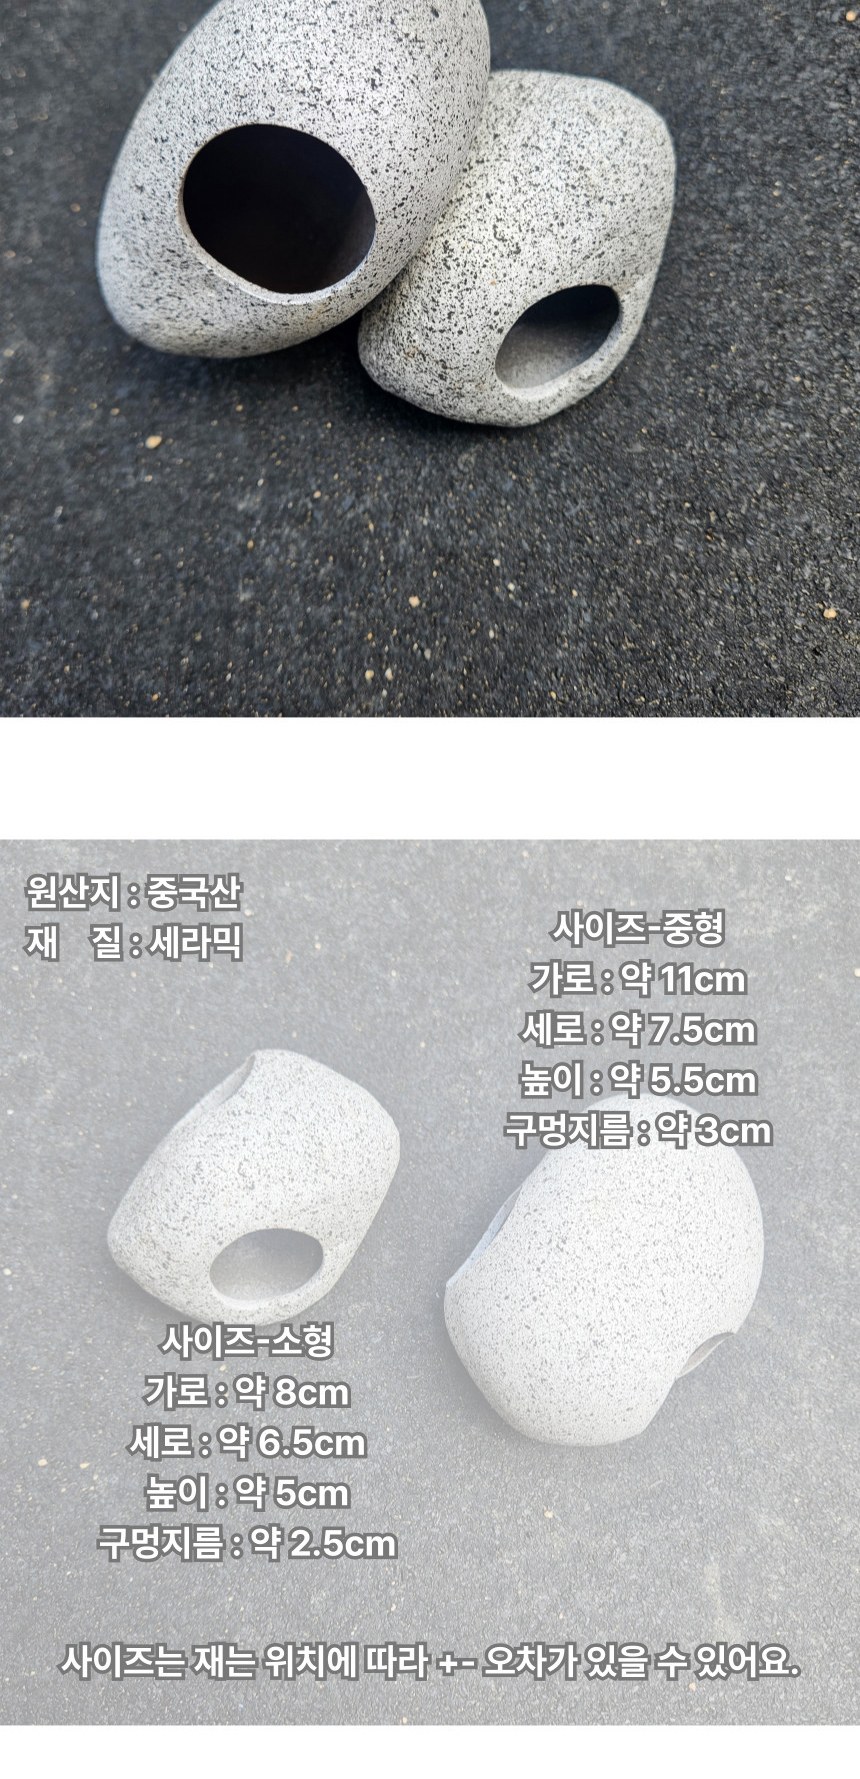 원산지 : 중국산
재 질 : 세라믹
사이즈-중형
가로 : 약 11cm
세로 : 약 7.5cm
높이 : 약 5.5cm
구멍지름 : 약 3cm
사이즈-소형
가로 : 약 8cm
세로 : 약 6.5cm
높이 : 약 5cm
구멍지름 : 약 2.5cm
사이즈는 재는 위치에 따라 +- 오차가 있을 수 있어요.